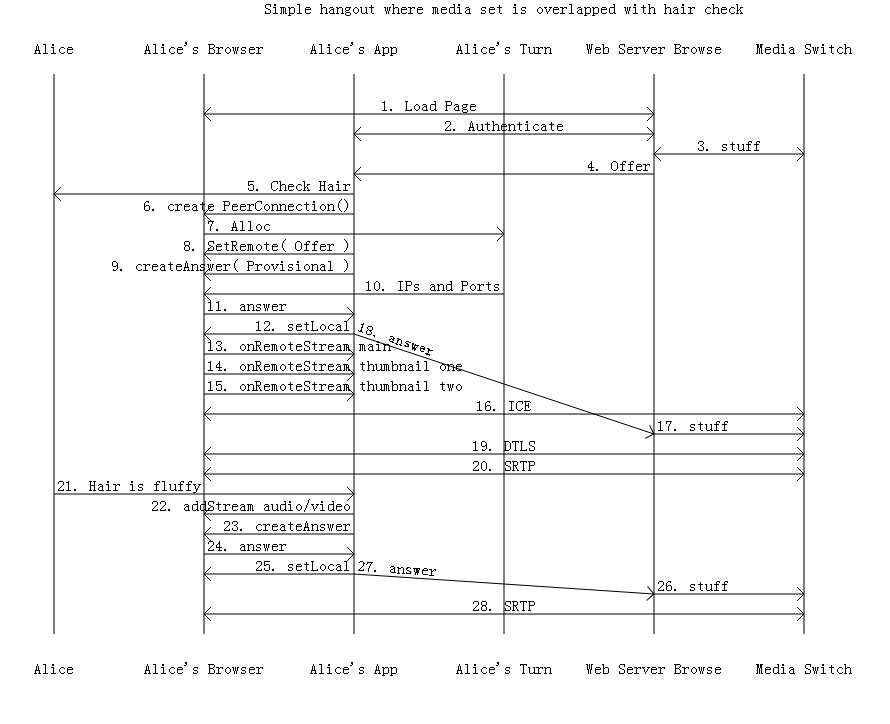 Simple hangout where media set is overlapped with hair check
Alice Alice's Browser Alice's App Alice's Turn Web Server Browse Media Switch
1. Load Page
2. Authenticate
3. stuff
4. Offer
5. Check Hair
6. create PeerConnection()
7. Alloc
8. SetRemote( Offer )
9. createAnswer( Provisional )
10. IPs and Ports
11. answer
12. setLocal
18. answer
13. onRemoteStream main
14. onRemoteStream thumbnail one
15. onRemoteStream thumbnail two
16. ICE
17. stuff
19. DTLS
20. SRTP
21. Hair is fluffy
22. addStream audio/video
23. createAnswer
24. answer
25. setLocal
27. answer
26. stuff
28. SRTP
Alice Alice's Browser Alice's App Alice's Turn Web Server Browse Media Switch